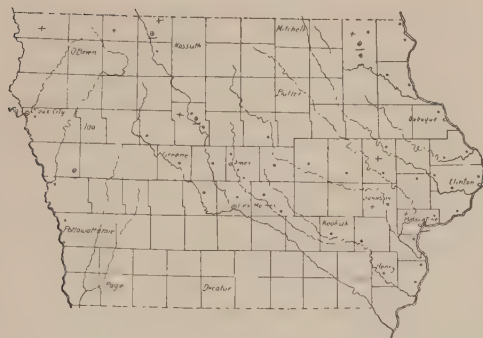 Mitchell
Kossuth
O'Brien
Butler
Dubuque
Sioux City
Ida
Greene
Ames
Clinton
Johnson
Des Moines
Muscatine
Keokuk
Pottawattamie
Henry
Page
Decatur